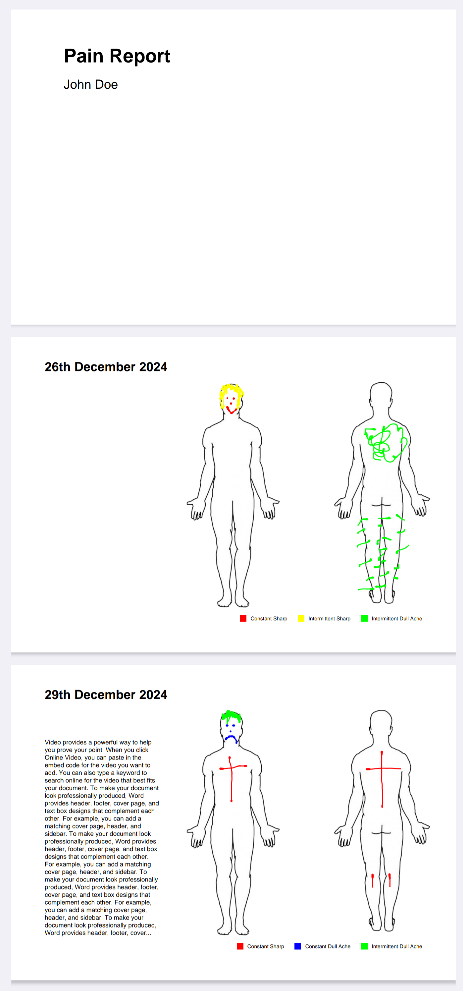 Pain Report
John Doe
26th December 2024
Constant Sharp
Intermittent Sharp
Intermittent Dull Ache
29th December 2024
Video provides a powerful way to help
you prove your point. When you click
Online Video, you can paste in the
embed code for the video you want to
add. You can also type a keyword to
search online for the video that best fits
your document. To make your document
look professionally produced, Word
provides header, footer, cover page, and
text box designs that complement each
other. For example, you can add a
matching cover page, header, and
sidebar. To make your document look
professionally produced, Word provides
header, footer, cover page, and text box
designs that complement each other.
For example, you can add a matching
cover page, header, and sidebar. To
make your document look professionally
produced, Word provides header, footer,
cover page, and text box designs that
complement each other. For example,
you can add a matching cover page,
header, and sidebar. To make your
document look professionally produced,
Word provides header, footer, cover...
Constant Sharp
Constant Dull Ache
Intermittent Dull Ache